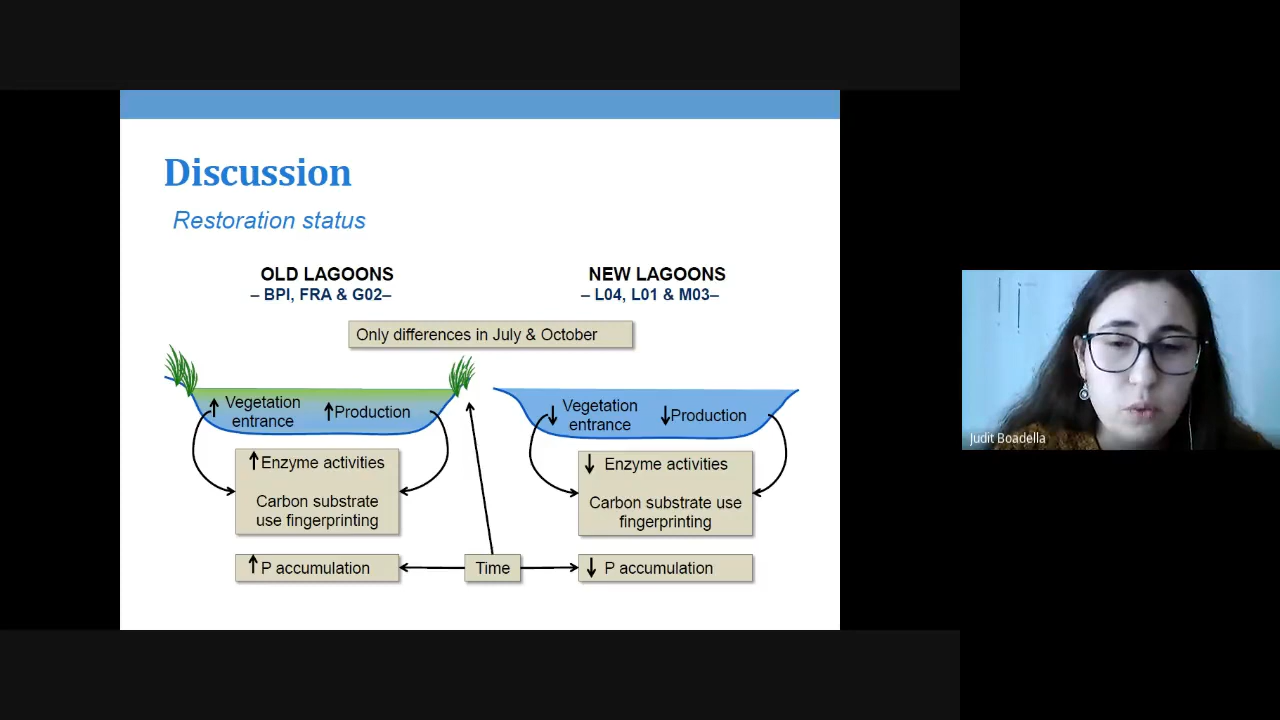 Discussion
Restoration status
OLD LAGOONS
– BPI, FRA & G02–
NEW LAGOONS
– L04, L01 & M03–
Only differences in July & October
Vegetation
entrance
Production
Enzyme activities
Carbon substrate
use fingerprinting
P accumulation
Time
Vegetation
entrance
Production
Enzyme activities
Carbon substrate use
fingerprinting
P accumulation
Judit Boadella